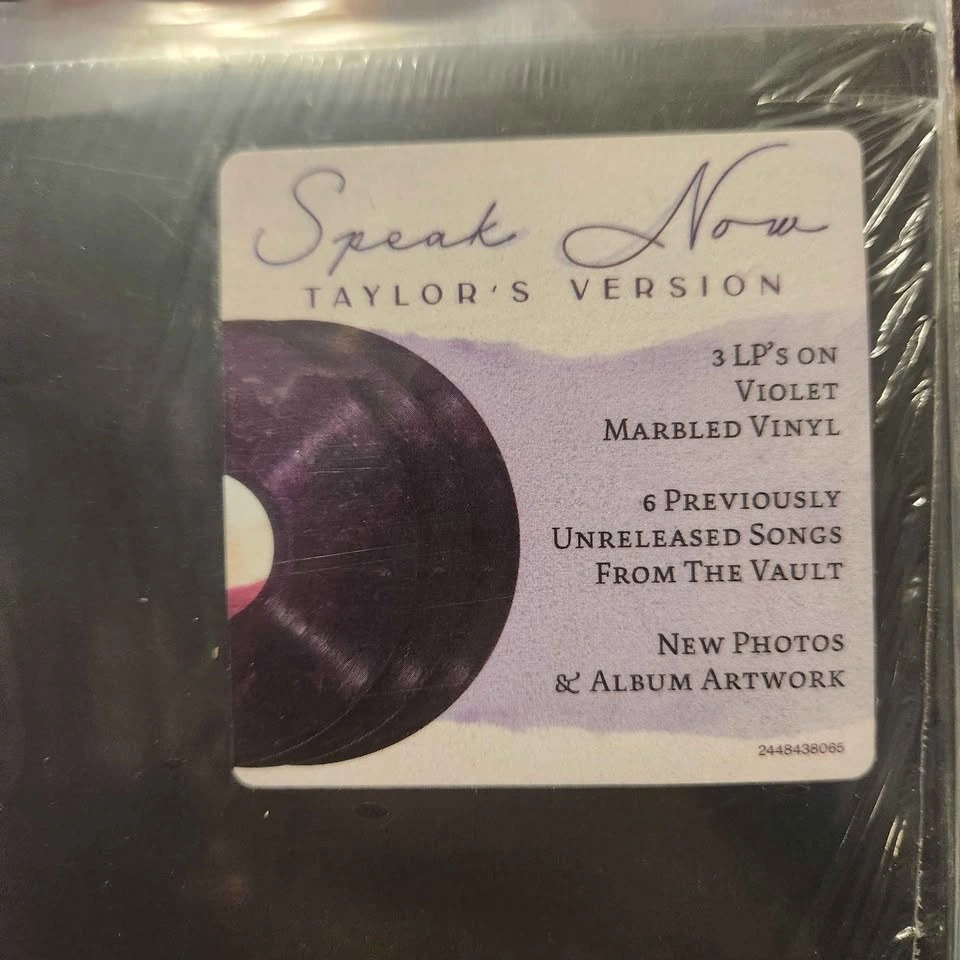 Speak Now
TAYLOR'S VERSION
3 LP's on
Violet
Marbled Vinyl
6 Previously
Unreleased Songs
From The Vault
New Photos
& Album Artwork
2448438065